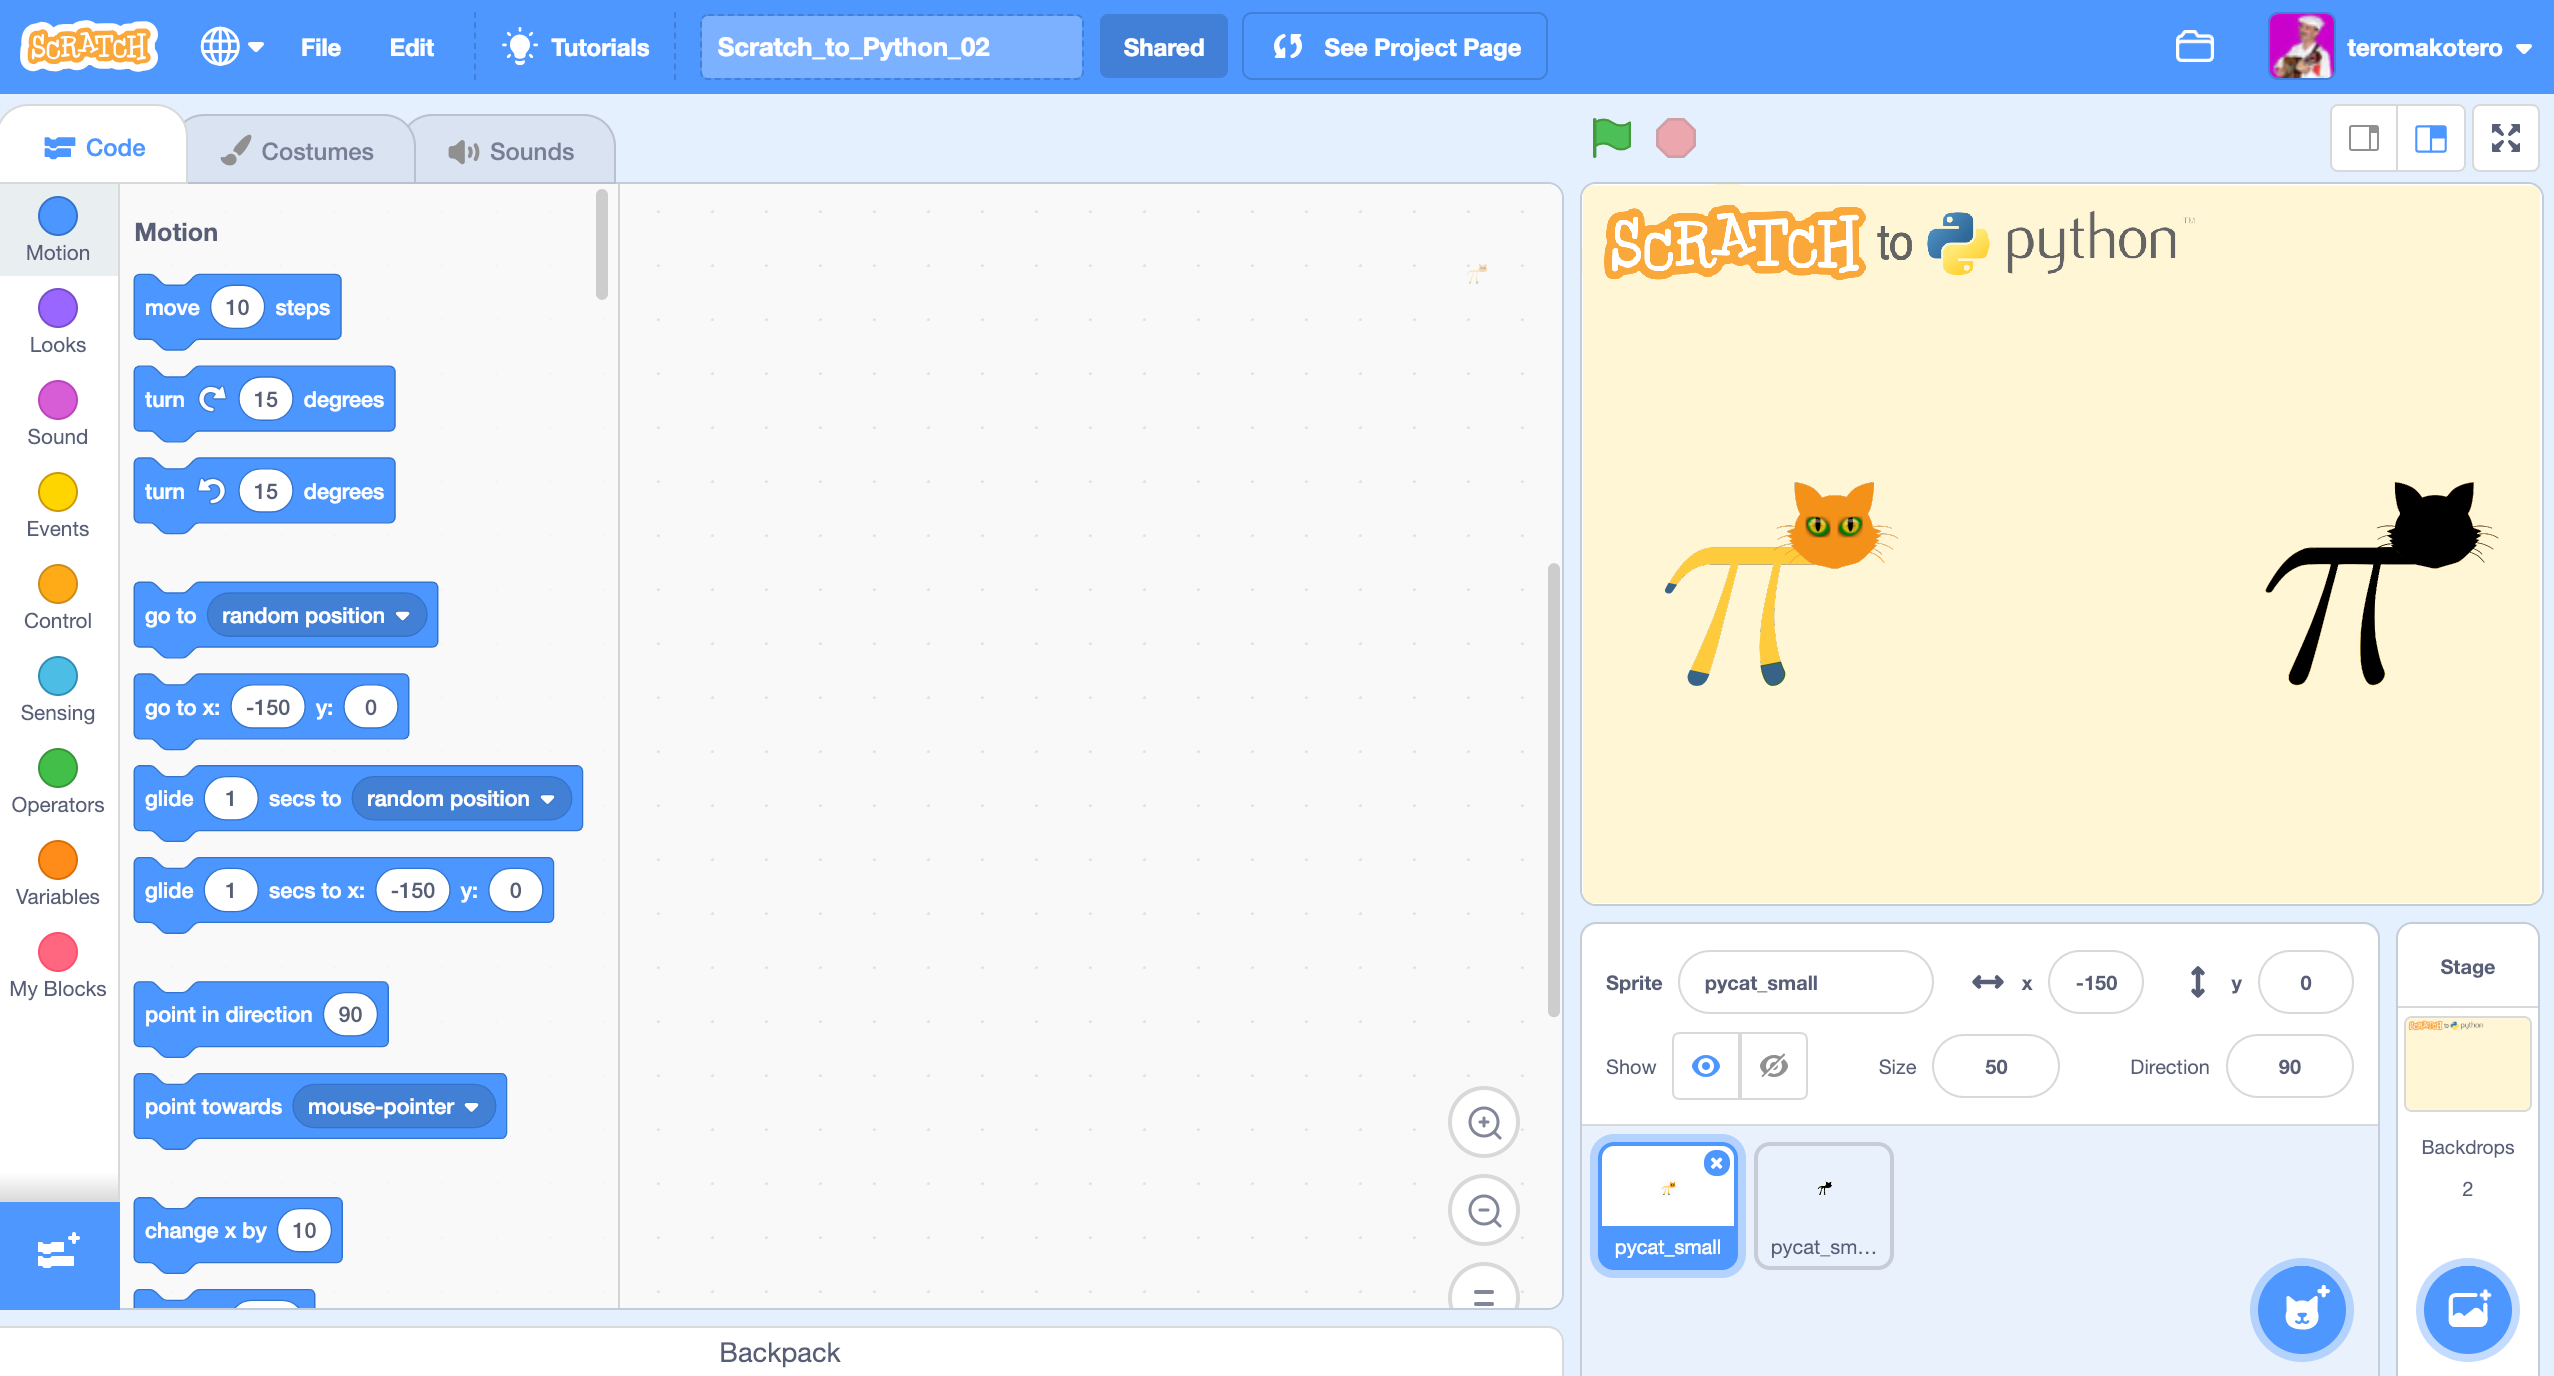 SCRATCH File Edit Tutorials Scratch_to_Python_02 Shared See Project Page teromakotero
Code Costumes Sounds
Motion
Looks
Sound
Events
Control
Sensing
Operators
Variables
My Blocks
Motion
move 10 steps
turn 15 degrees
turn 15 degrees
go to random position
go to x: -150 y: 0
glide 1 secs to random position
glide 1 secs to x: -150 y: 0
point in direction 90
point towards mouse-pointer
change x by 10
Backpack
SCRATCH to python™
Sprite pycat_small x -150 y 0
Show Size 50 Direction 90
pycat_small pycat_sm...
Stage
SCRATCH to python
Backdrops
2